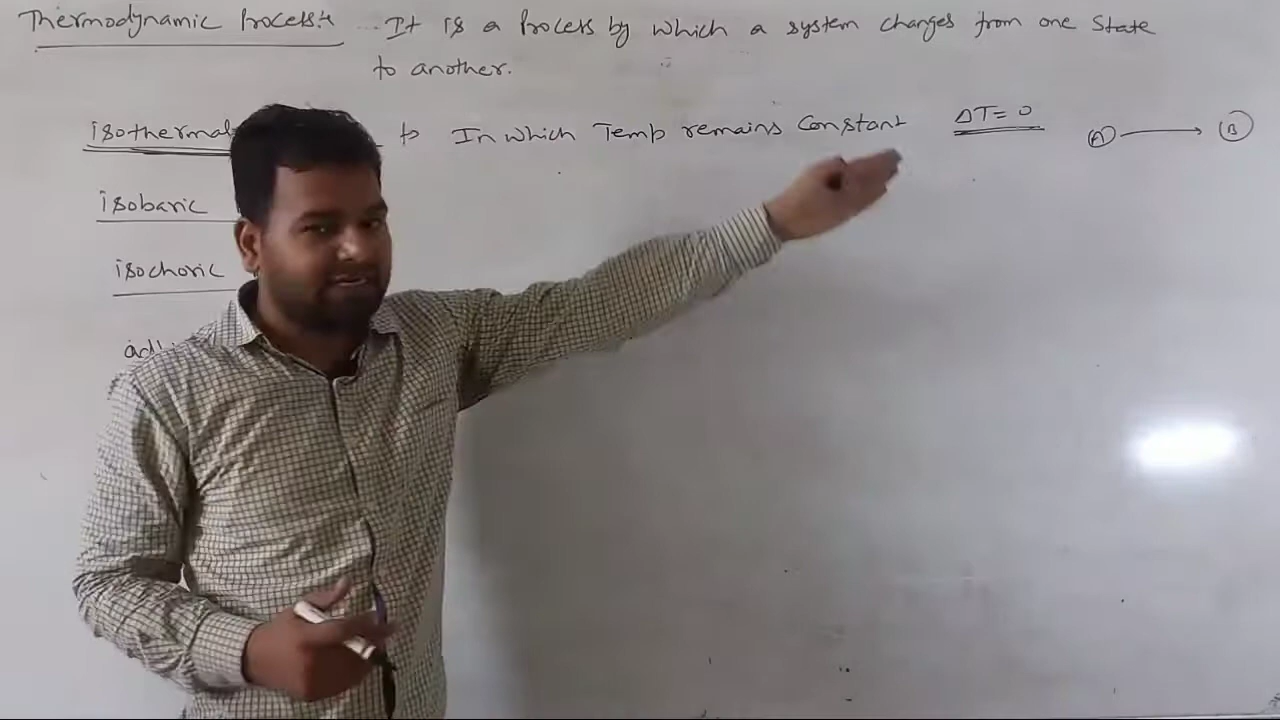 Thermodynamic Process :- It is a Process by which a system changes from one State
to another.
isothermal → In which Temp remains Constant ΔT = 0 A → B
isobaric
isochoric